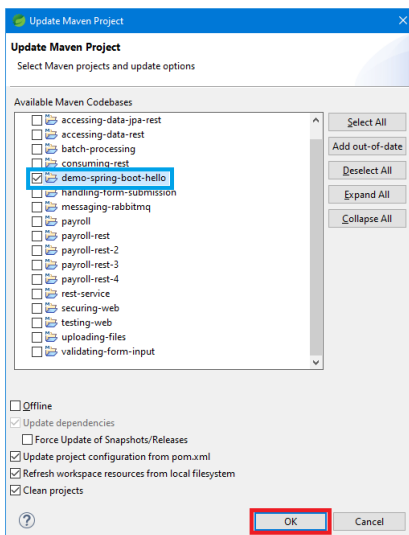 Update Maven Project
Update Maven Project
Select Maven projects and update options
Available Maven Codebases
accessing-data-jpa-rest
accessing-data-rest
batch-processing
consuming-rest
demo-spring-boot-hello
handling-form-submission
messaging-rabbitmq
payroll
payroll-rest
payroll-rest-2
payroll-rest-3
payroll-rest-4
rest-service
securing-web
testing-web
uploading-files
validating-form-input
Select All
Add out-of-date
Deselect All
Expand All
Collapse All
Offline
Update dependencies
Force Update of Snapshots/Releases
Update project configuration from pom.xml
Refresh workspace resources from local filesystem
Clean projects
? OK Cancel